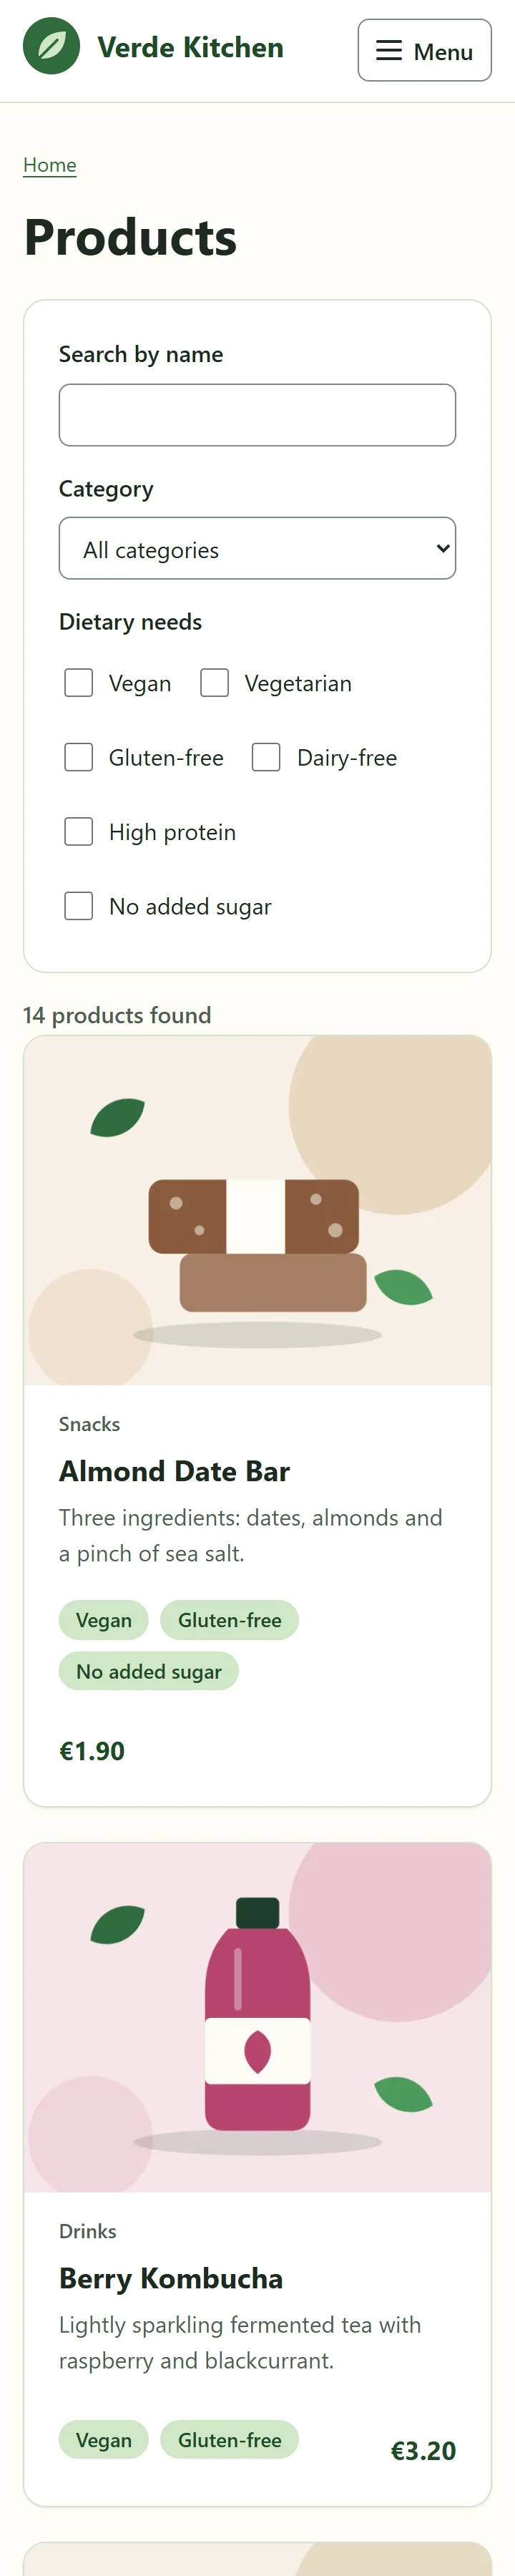 Verde Kitchen
Menu
Home
Products
Search by name
Category
All categories
Dietary needs
Vegan
Vegetarian
Gluten-free
Dairy-free
High protein
No added sugar
14 products found
Snacks
Almond Date Bar
Three ingredients: dates, almonds and
a pinch of sea salt.
Vegan
Gluten-free
No added sugar
€1.90
Drinks
Berry Kombucha
Lightly sparkling fermented tea with
raspberry and blackcurrant.
Vegan
Gluten-free
€3.20